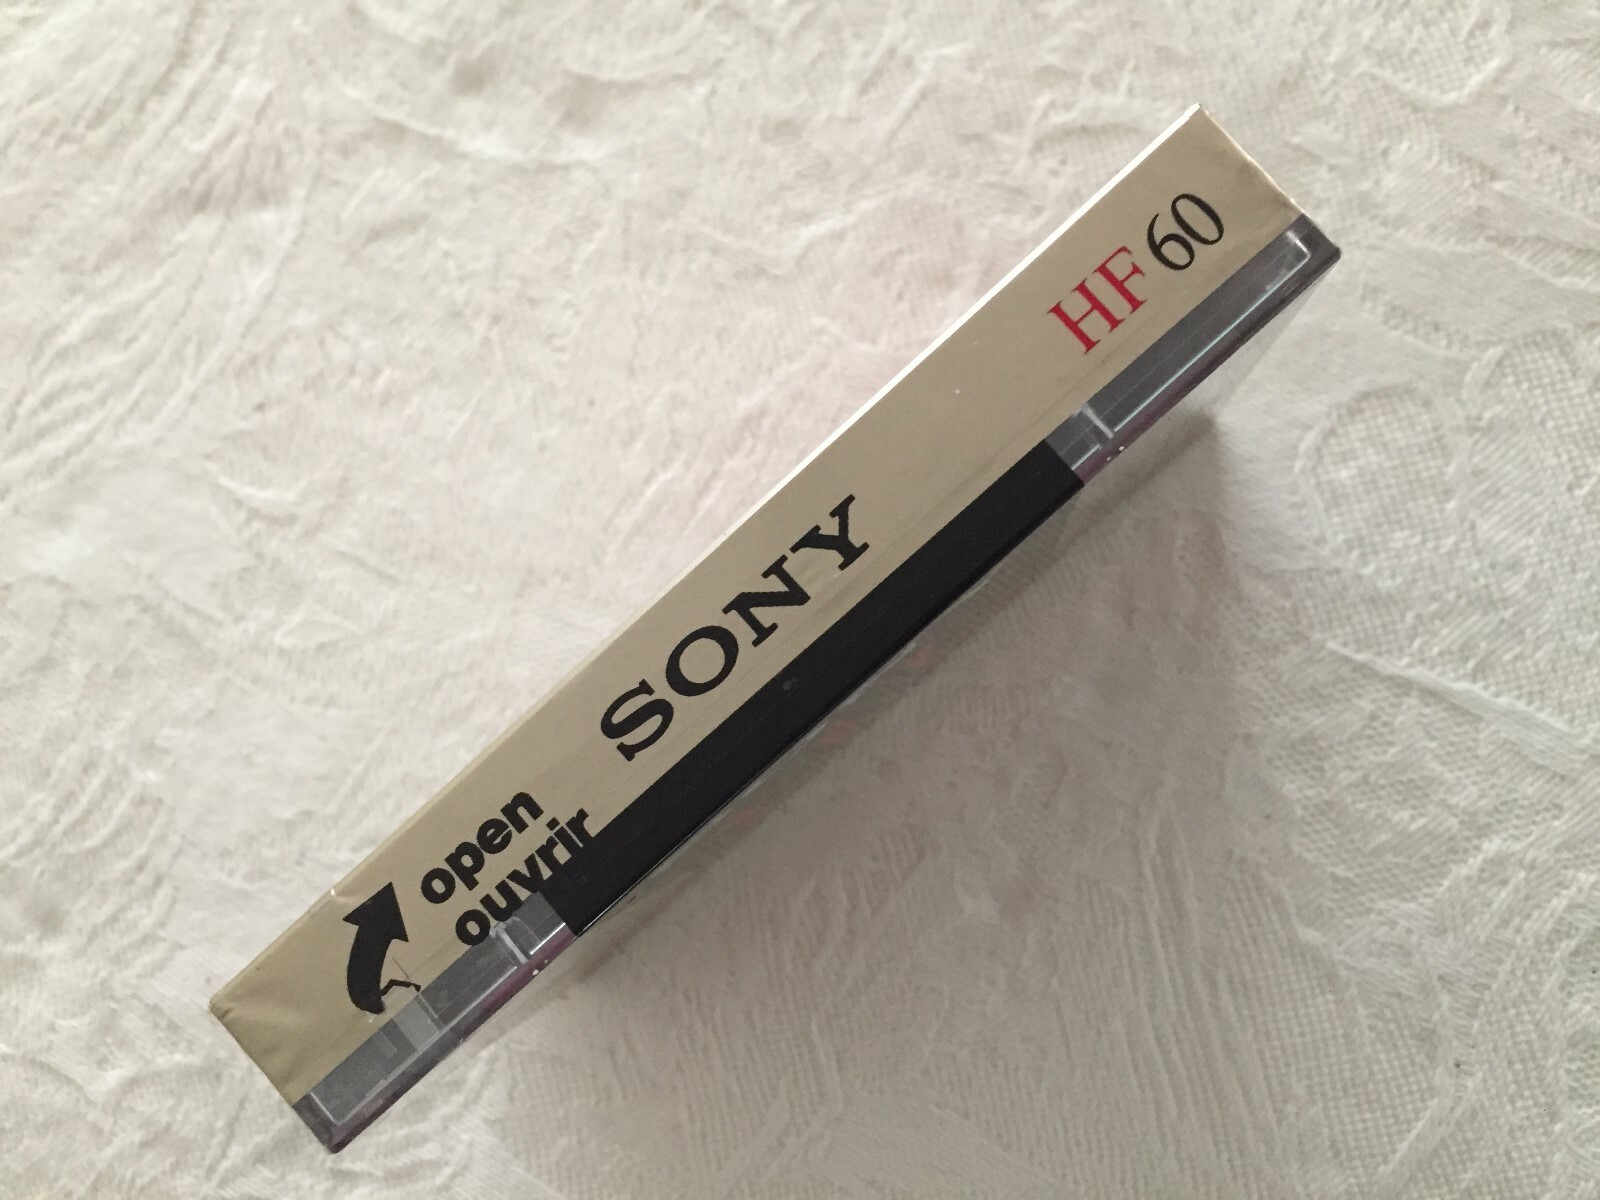 open
ouvrir
SONY
HF 60